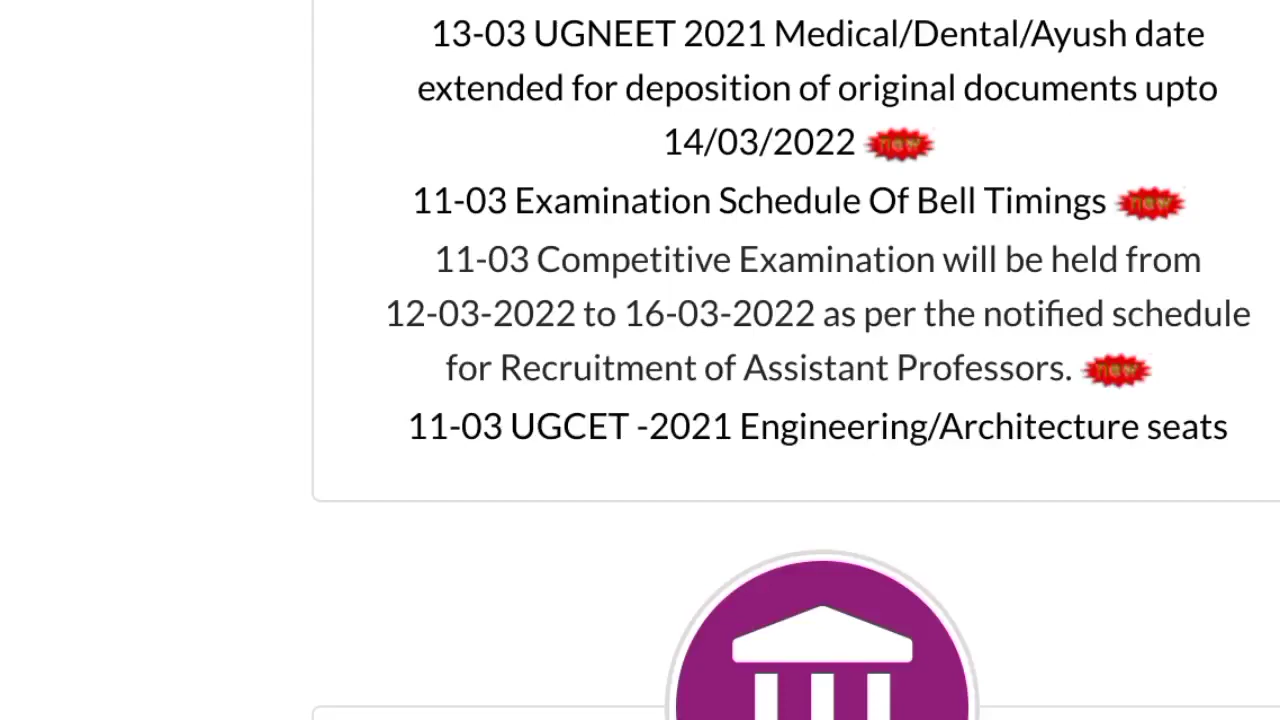 13-03 UGNEET 2021 Medical/Dental/Ayush date
extended for deposition of original documents upto
14/03/2022 new
11-03 Examination Schedule Of Bell Timings new
11-03 Competitive Examination will be held from
12-03-2022 to 16-03-2022 as per the notified schedule
for Recruitment of Assistant Professors. new
11-03 UGCET -2021 Engineering/Architecture seats